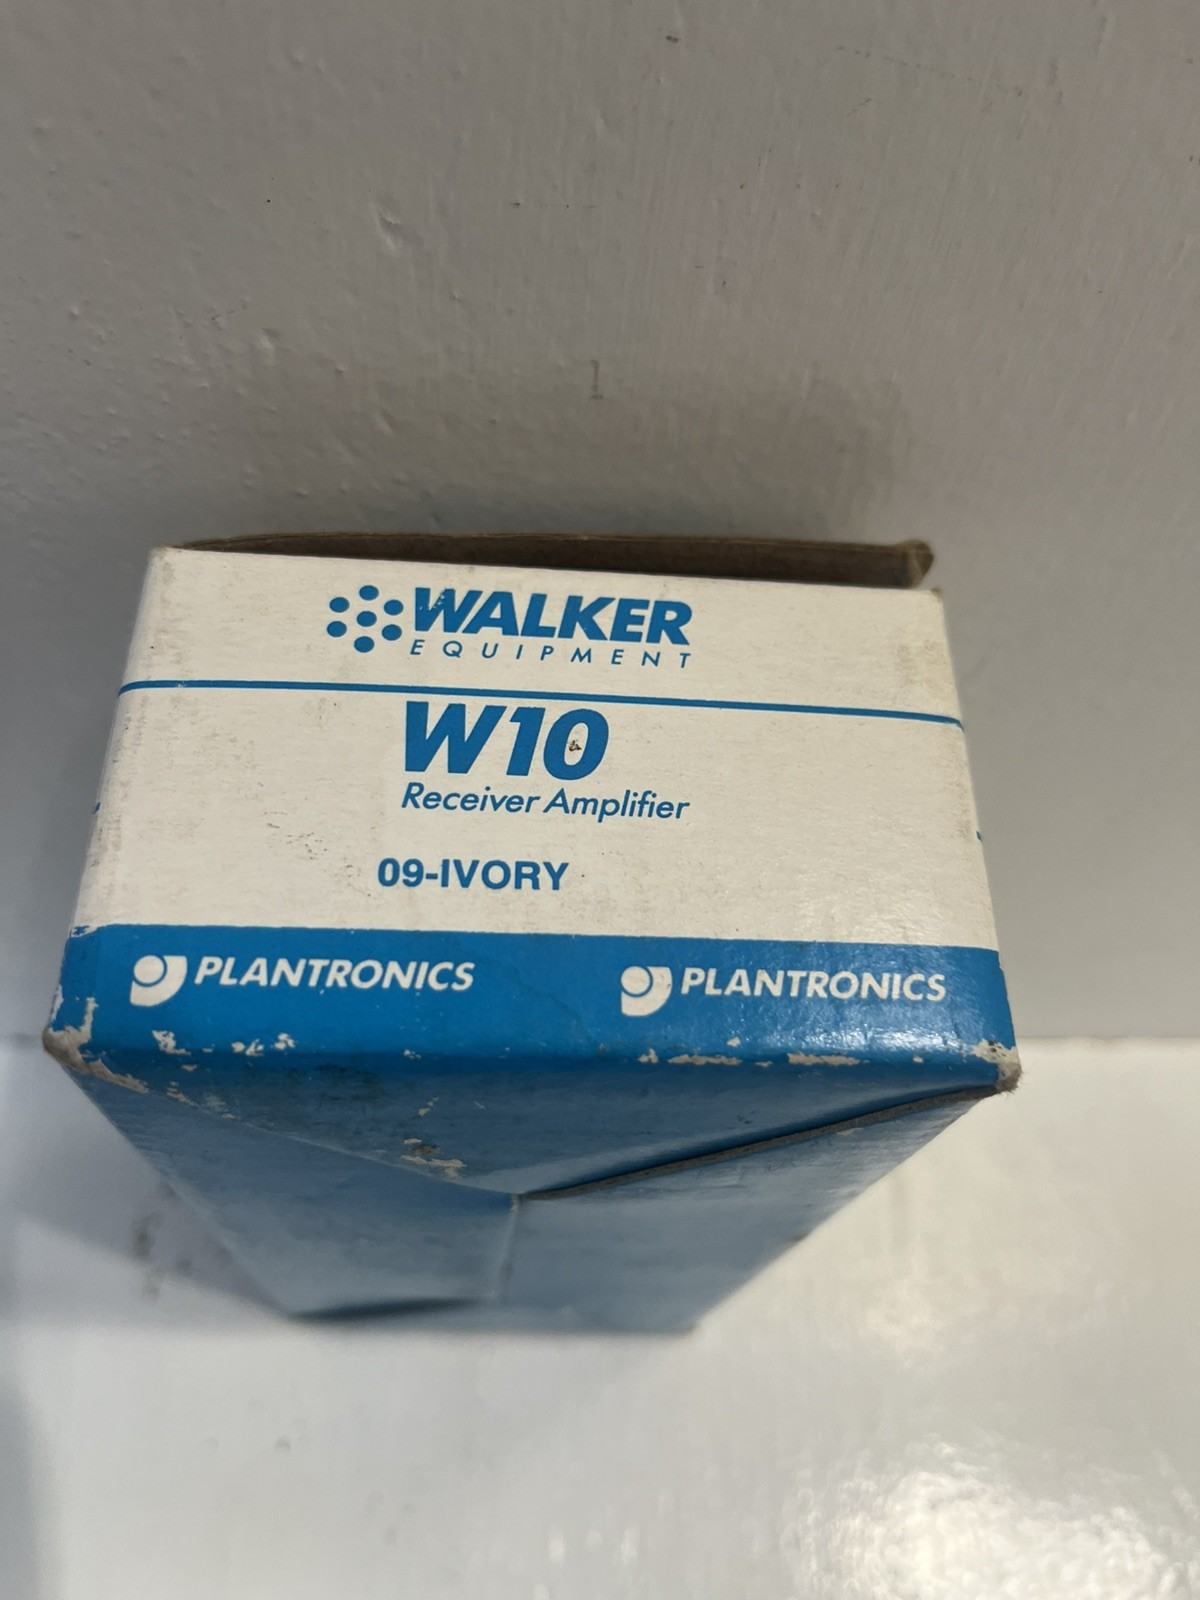 WALKER
EQUIPMENT
W10
Receiver Amplifier
09-IVORY
PLANTRONICS PLANTRONICS